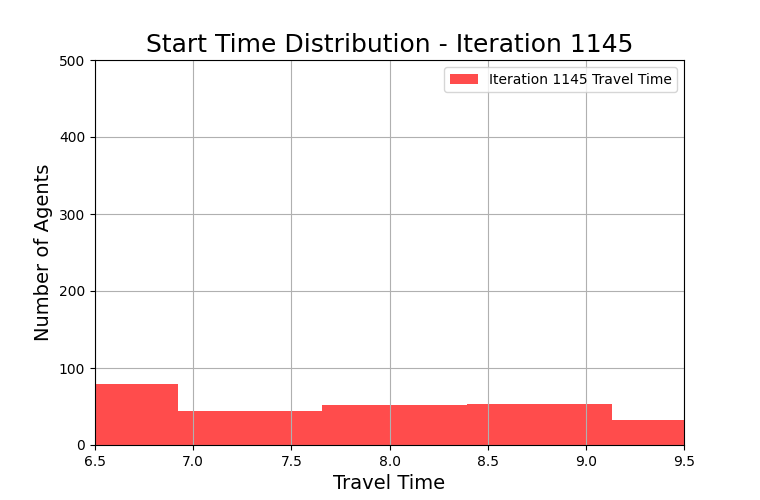 Start Time Distribution - Iteration 1145
Iteration 1145 Travel Time
Number of Agents
500
400
300
200
100
0
6.5 7.0 7.5 8.0 8.5 9.0 9.5
Travel Time